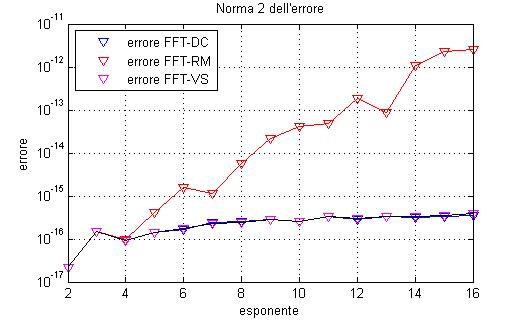 Norma 2 dell'errore
10^-11
10^-12
10^-13
10^-14
10^-15
10^-16
10^-17
errore
errore FFT-DC
errore FFT-RM
errore FFT-VS
2 4 6 8 10 12 14 16
esponente